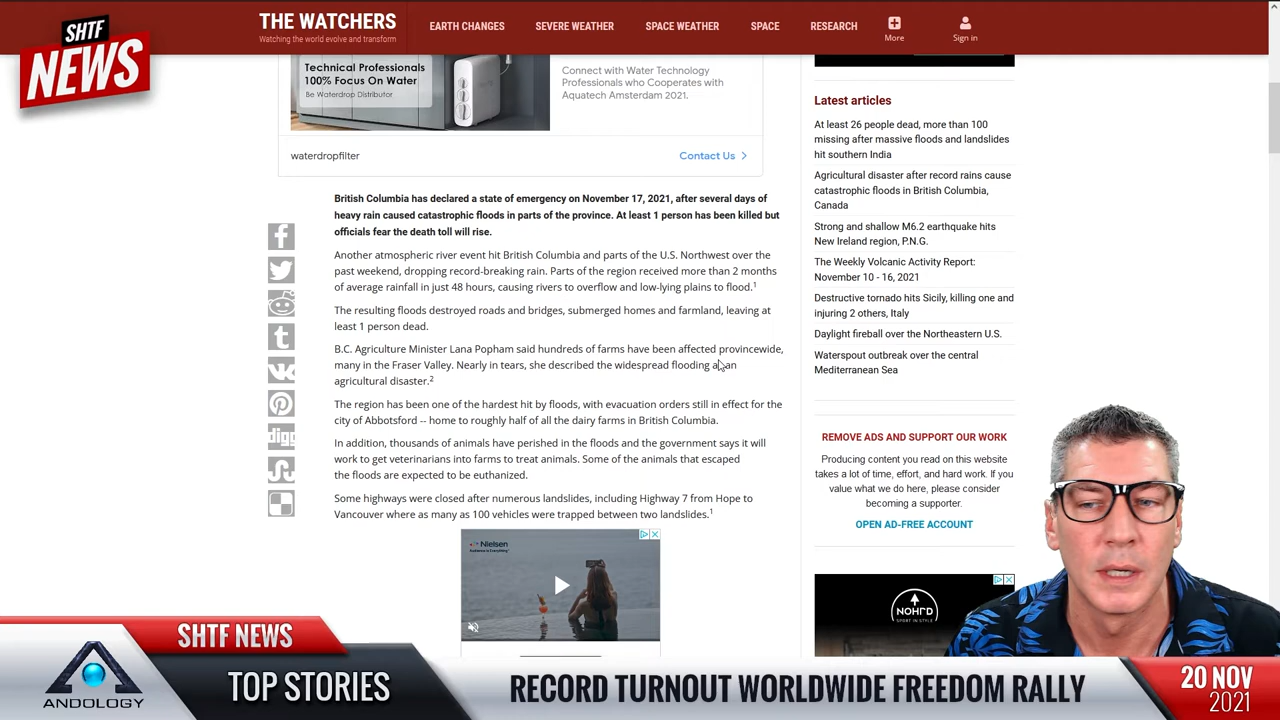 SHTF
NEWS
THE WATCHERS
Watching the world evolve and transform
EARTH CHANGES
SEVERE WEATHER
SPACE WEATHER
SPACE
RESEARCH
More
Sign in
Technical Professionals
100% Focus On Water
Be Waterdrop Distributor
Connect with Water Technology
Professionals who Cooperates with
Aquatech Amsterdam 2021.
waterdropfilter
Contact Us
British Columbia has declared a state of emergency on November 17, 2021, after several days of
heavy rain caused catastrophic floods in parts of the province. At least 1 person has been killed but
officials fear the death toll will rise.
Another atmospheric river event hit British Columbia and parts of the U.S. Northwest over the
past weekend, dropping record-breaking rain. Parts of the region received more than 2 months
of average rainfall in just 48 hours, causing rivers to overflow and low-lying plains to flood.1
The resulting floods destroyed roads and bridges, submerged homes and farmland, leaving at
least 1 person dead.
B.C. Agriculture Minister Lana Popham said hundreds of farms have been affected provincewide,
many in the Fraser Valley. Nearly in tears, she described the widespread flooding as an
agricultural disaster.2
The region has been one of the hardest hit by floods, with evacuation orders still in effect for the
city of Abbotsford -- home to roughly half of all the dairy farms in British Columbia.
In addition, thousands of animals have perished in the floods and the government says it will
work to get veterinarians into farms to treat animals. Some of the animals that escaped
the floods are expected to be euthanized.
Some highways were closed after numerous landslides, including Highway 7 from Hope to
Vancouver where as many as 100 vehicles were trapped between two landslides.1
Nielsen
Latest articles
At least 26 people dead, more than 100
missing after massive floods and landslides
hit southern India
Agricultural disaster after record rains cause
catastrophic floods in British Columbia,
Canada
Strong and shallow M6.2 earthquake hits
New Ireland region, P.N.G.
The Weekly Volcanic Activity Report:
November 10 - 16, 2021
Destructive tornado hits Sicily, killing one and
injuring 2 others, Italy
Daylight fireball over the Northeastern U.S.
Waterspout outbreak over the central
Mediterranean Sea
REMOVE ADS AND SUPPORT OUR WORK
Producing content you read on this website
takes a lot of time, effort, and hard work. If you
value what we do here, please consider
becoming a supporter.
OPEN AD-FREE ACCOUNT
NOHRD
SPORT IN STYLE
digg
SHTF NEWS
ANDOLOGY
TOP STORIES
RECORD TURNOUT WORLDWIDE FREEDOM RALLY
20 NOV
2021